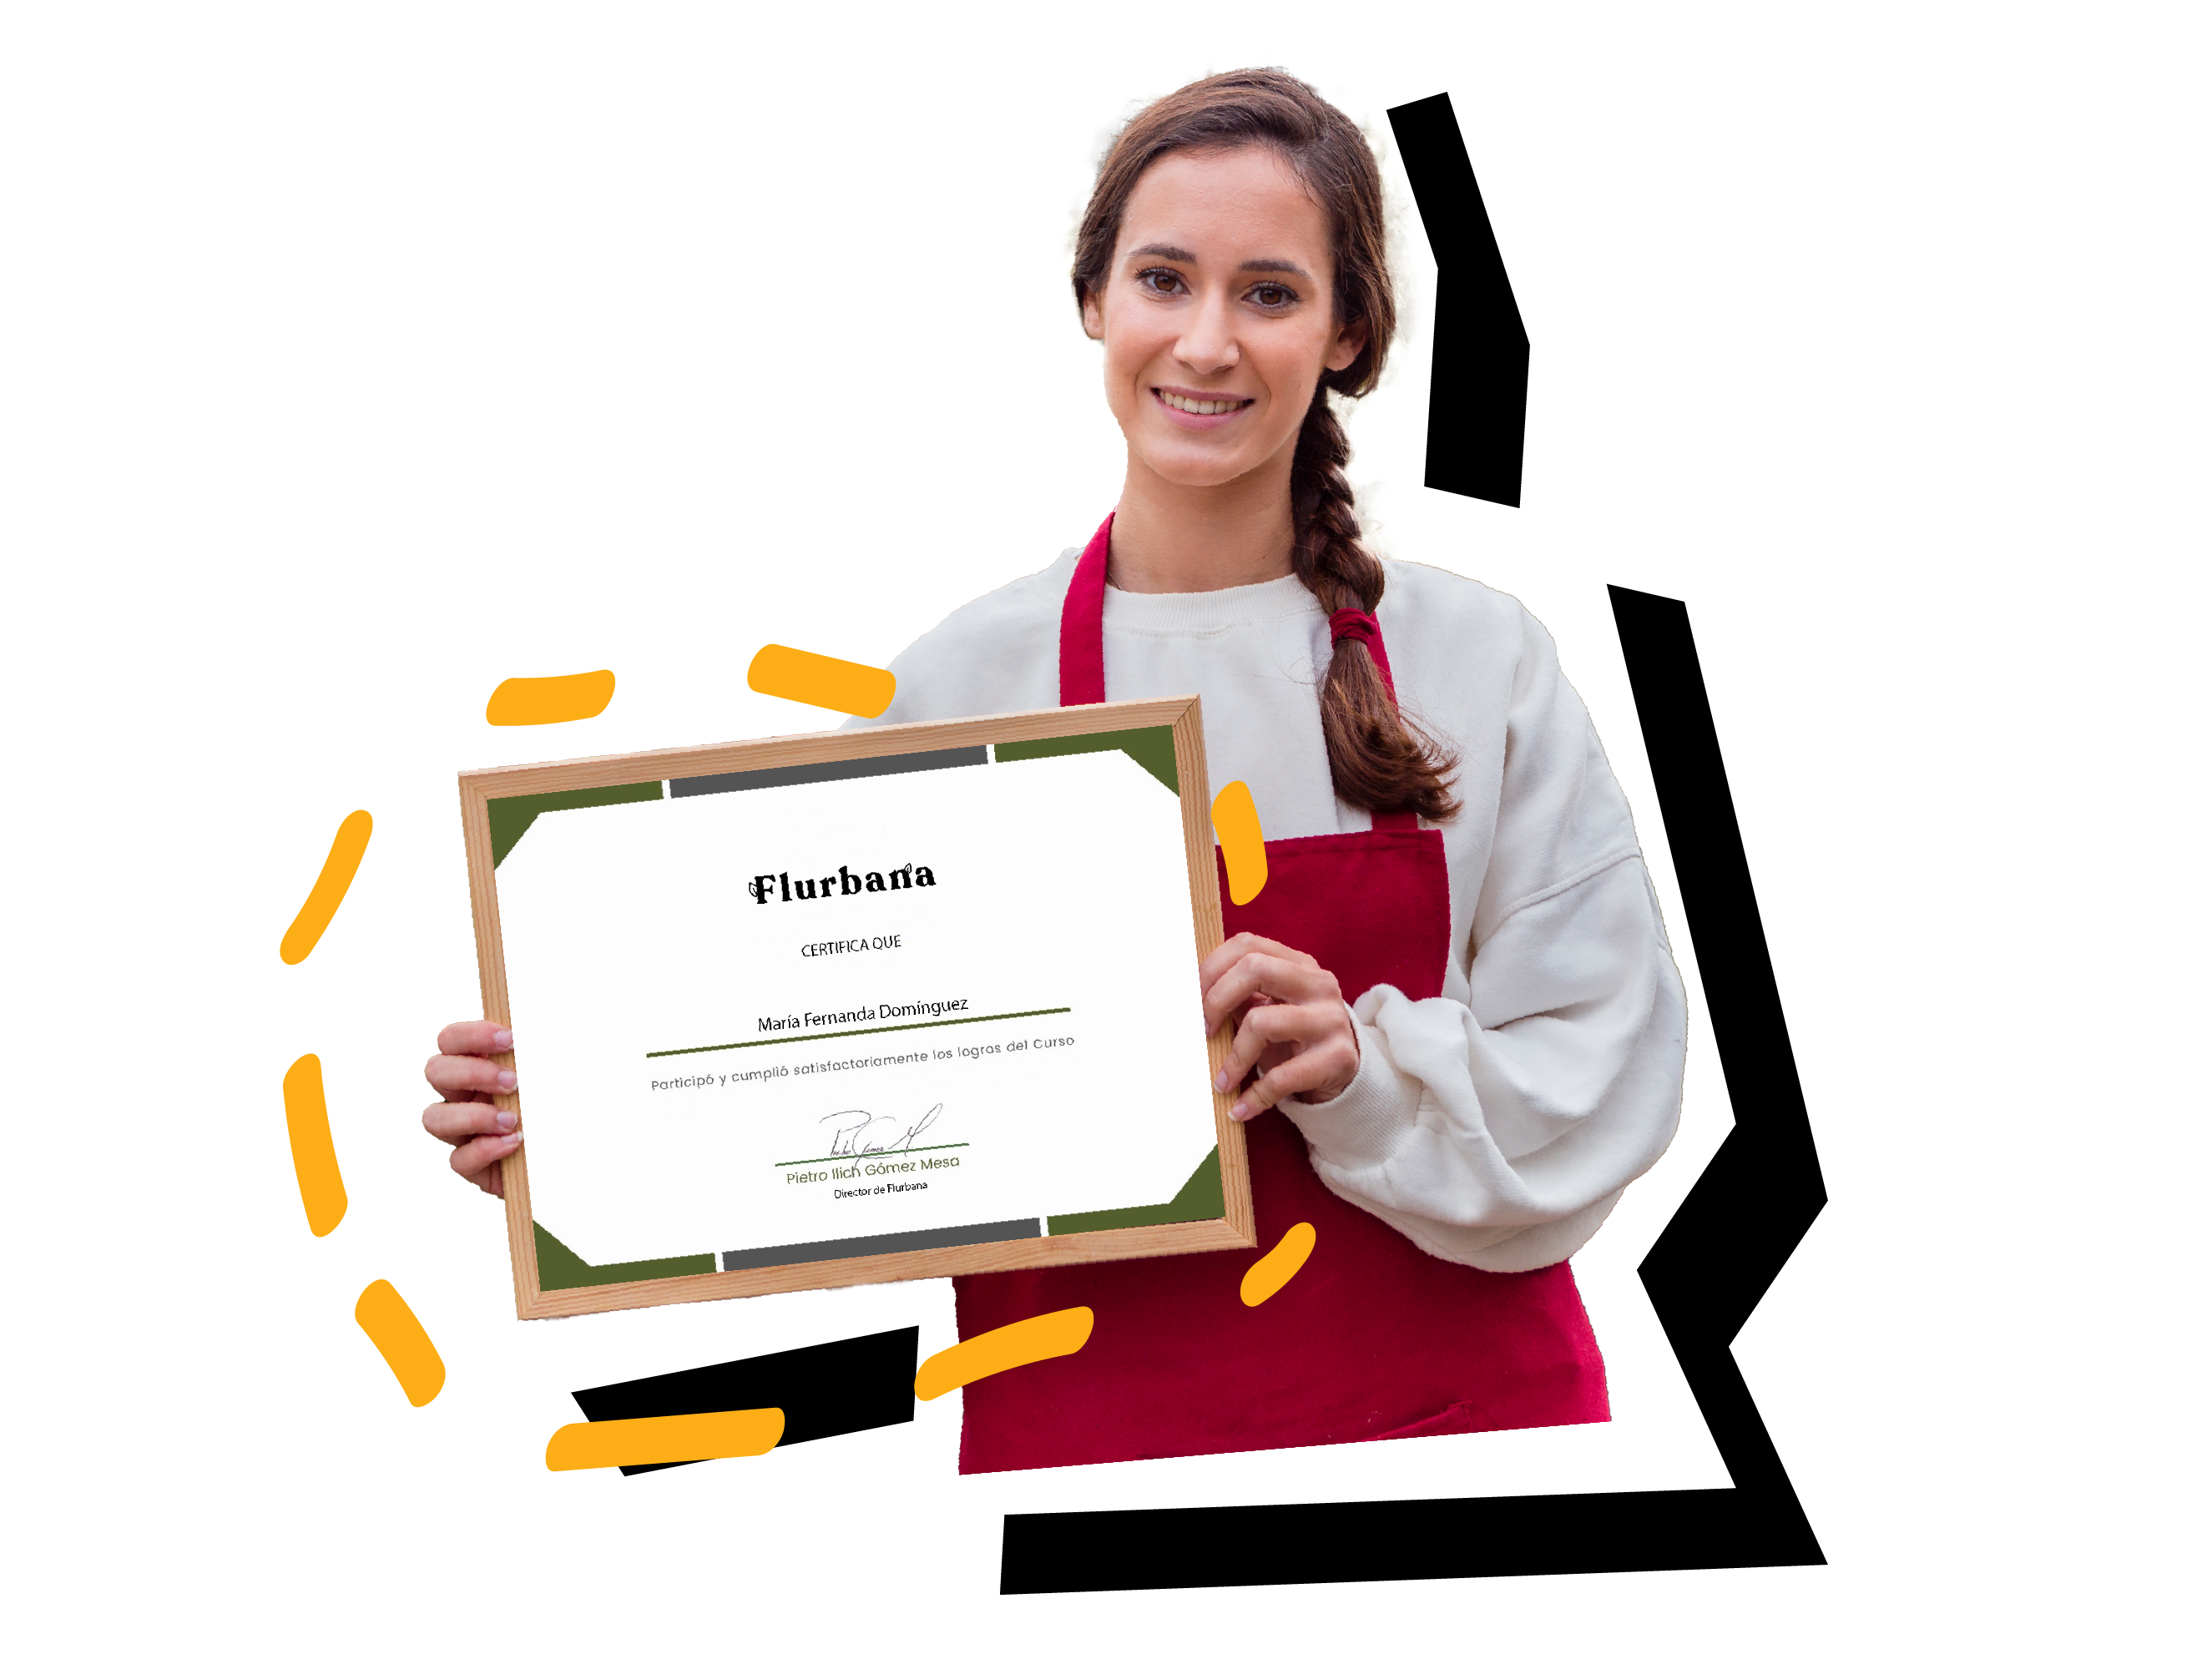 Flurbana
CERTIFICA QUE
María Fernanda Domínguez
Participó y cumplió satisfactoriamente los logros del Curso
Pietro Ilich Gómez Mesa
Director de Flurbana